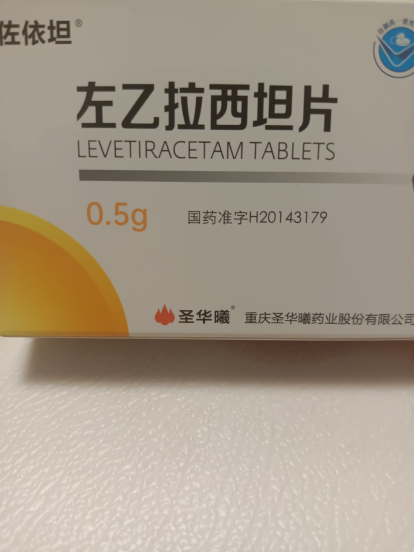 佐依坦®
左乙拉西坦片
LEVETIRACETAM TABLETS
0.5g
国药准字H20143179
圣华曦®
重庆圣华曦药业股份有限公司